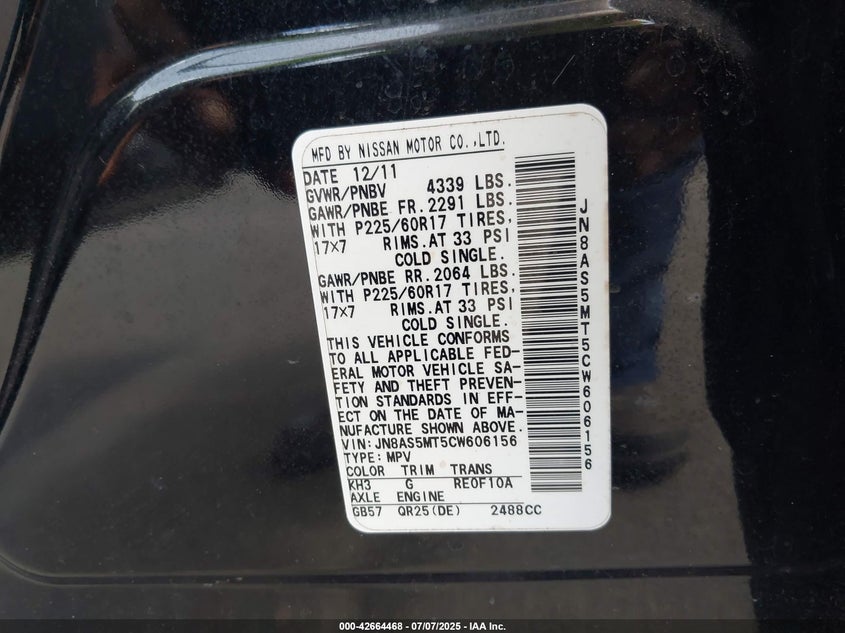 MFD BY NISSAN MOTOR CO.,LTD.
DATE 12/11
GVWR/PNBV 4339 LBS.
GAWR/PNBE FR. 2291 LBS.
WITH P225/60R17 TIRES,
17×7 RIMS.AT 33 PSI
COLD SINGLE.
GAWR/PNBE RR. 2064 LBS.
WITH P225/60R17 TIRES,
17×7 RIMS.AT 33 PSI
COLD SINGLE.
THIS VEHICLE CONFORMS
TO ALL APPLICABLE FED-
ERAL MOTOR VEHICLE SA-
FETY AND THEFT PREVEN-
TION STANDARDS IN EFF-
ECT ON THE DATE OF MA-
NUFACTURE SHOWN ABOVE.
VIN:JN8AS5MT5CW606156
TYPE:MPV
COLOR TRIM TRANS
KH3 G RE0F10A
AXLE ENGINE
GB57 QR25(DE) 2488CC
JN8AS5MT5CW606156
000-42664468 • 07/07/2025 • IAA Inc.